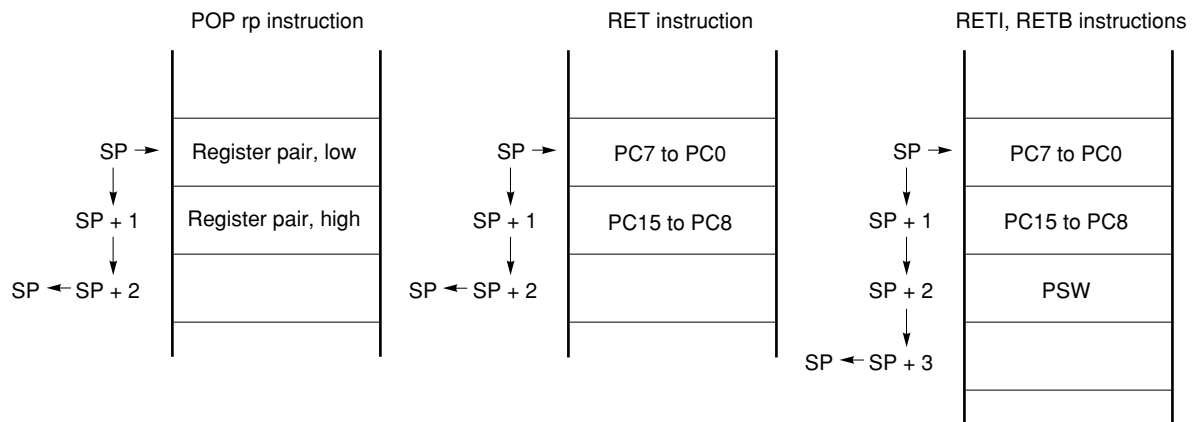 POP rp instruction
SP
Register pair, low
SP + 1
Register pair, high
SP
SP + 2
RET instruction
SP
PC7 to PC0
SP + 1
PC15 to PC8
SP
SP + 2
RETI, RETB instructions
SP
PC7 to PC0
SP + 1
PC15 to PC8
SP + 2
PSW
SP
SP + 3